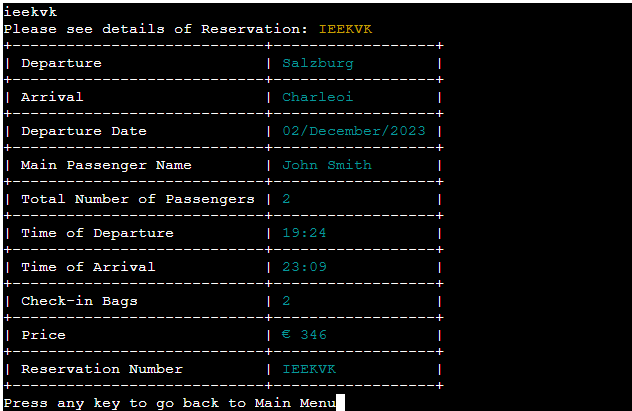 ieekvk
Please see details of Reservation: IEEKVK
+----------------------------+------------------+
| Departure                  | Salzburg         |
+----------------------------+------------------+
| Arrival                    | Charleoi         |
+----------------------------+------------------+
| Departure Date             | 02/December/2023 |
+----------------------------+------------------+
| Main Passenger Name        | John Smith       |
+----------------------------+------------------+
| Total Number of Passengers | 2                |
+----------------------------+------------------+
| Time of Departure          | 19:24            |
+----------------------------+------------------+
| Time of Arrival            | 23:09            |
+----------------------------+------------------+
| Check-in Bags              | 2                |
+----------------------------+------------------+
| Price                      | € 346            |
+----------------------------+------------------+
| Reservation Number         | IEEKVK           |
+----------------------------+------------------+
Press any key to go back to Main Menu